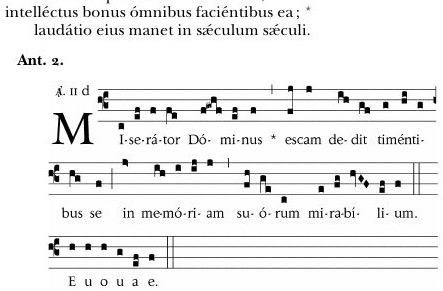 intelléctus bonus ómnibus faciéntibus ea; *
laudátio eius manet in sǽculum sǽculi.
Ant. 2.
℣. II d
M I-se-rá-tor Dó- mi-nus * escam de- dit timénti-
bus se in me-mó-ri- am su- ó- rum mi-ra-bí- li- um.
E u o u a e.